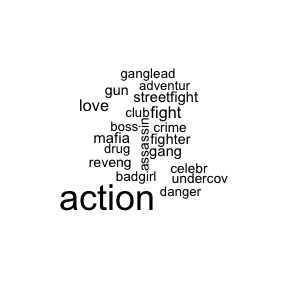 ganglead
adventur
gun
streetfight
love
club
fight
boss
crime
mafia
assassin
fighter
drug
gang
reveng
celebr
badgirl
undercov
action
danger